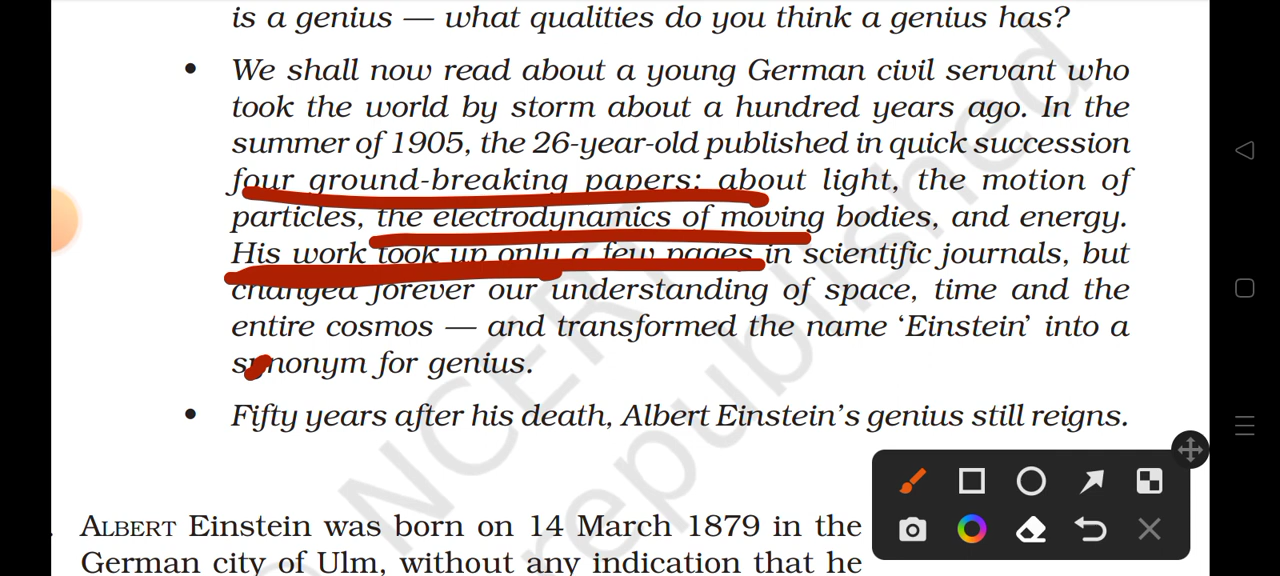 is a genius — what qualities do you think a genius has?
• We shall now read about a young German civil servant who
took the world by storm about a hundred years ago. In the
summer of 1905, the 26-year-old published in quick succession
four ground-breaking papers: about light, the motion of
particles, the electrodynamics of moving bodies, and energy.
His work took up only a few pages in scientific journals, but
changed forever our understanding of space, time and the
entire cosmos — and transformed the name ‘Einstein’ into a
synonym for genius.
• Fifty years after his death, Albert Einstein’s genius still reigns.
ALBERT Einstein was born on 14 March 1879 in the
German city of Ulm, without any indication that he
NCERT
republished